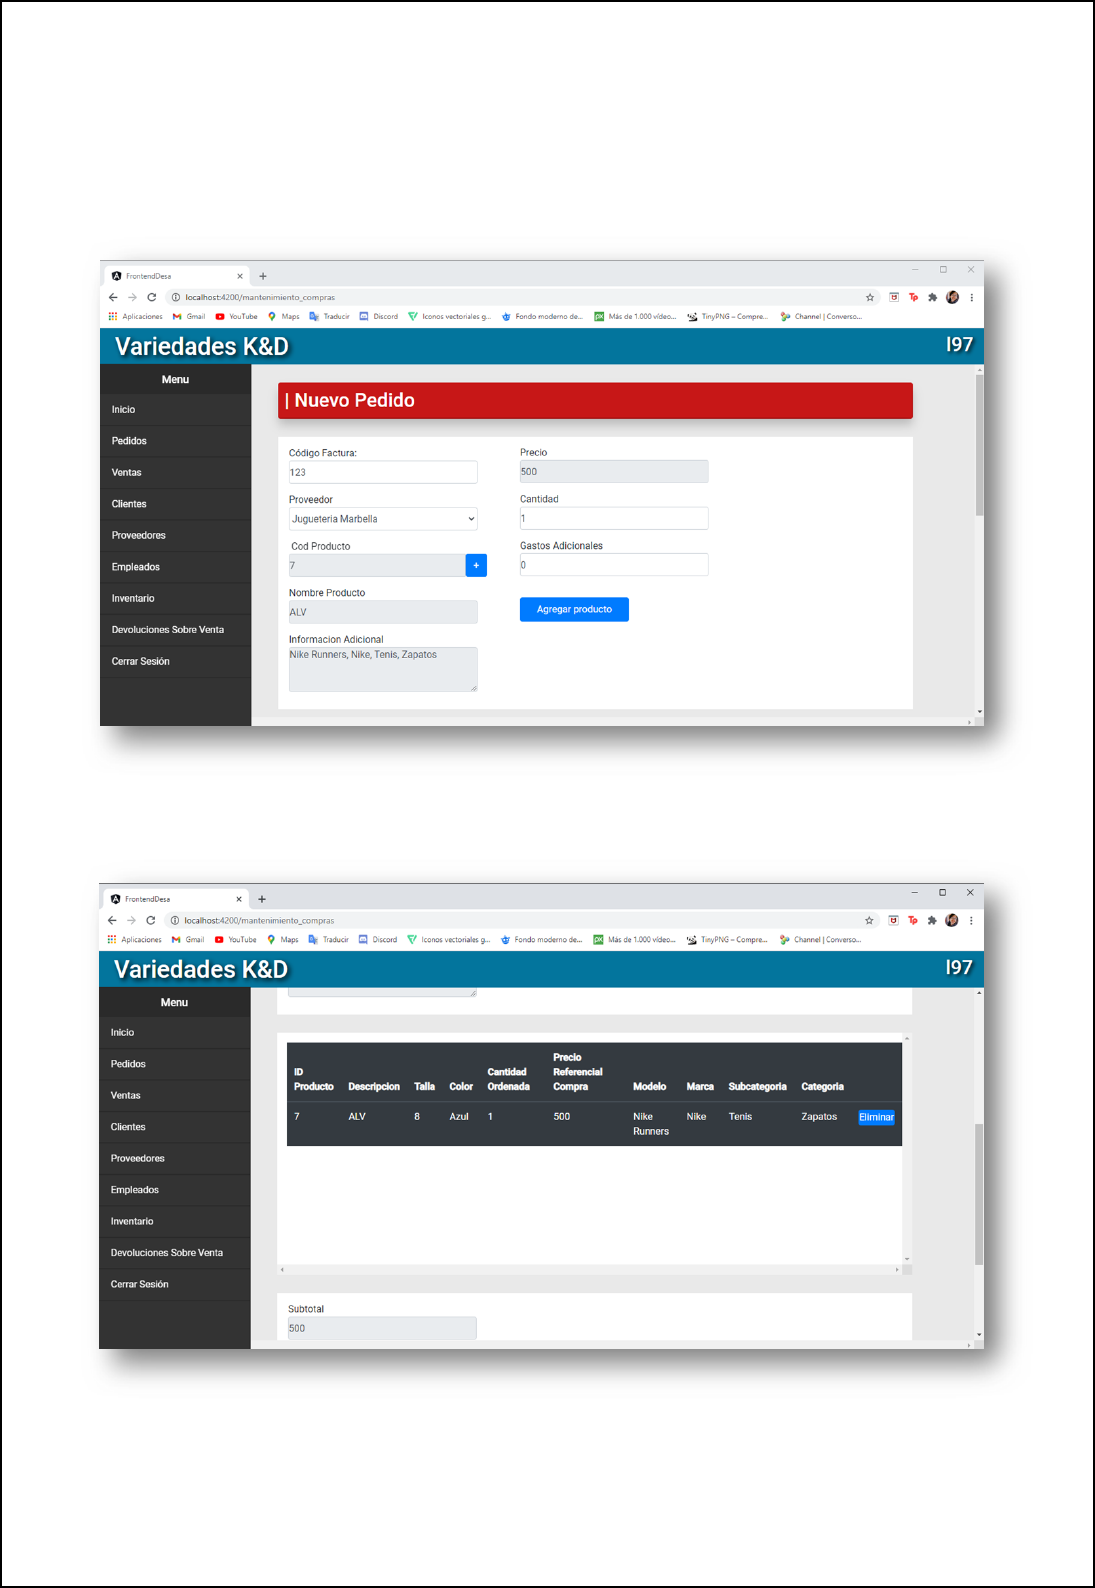 FrontendDesa
localhost:4200/mantenimiento_compras
Aplicaciones Gmail YouTube Maps Traducir Discord Iconos vectoriales g... Fondo moderno de... Más de 1.000 vídeo... TinyPNG – Compre... Channel | Converso...
Variedades K&D
I97
Menu
Inicio
Pedidos
Ventas
Clientes
Proveedores
Empleados
Inventario
Devoluciones Sobre Venta
Cerrar Sesión
| Nuevo Pedido
Código Factura:
123
Proveedor
Jugueteria Marbella
Cod Producto
7
+
Nombre Producto
ALV
Informacion Adicional
Nike Runners, Nike, Tenis, Zapatos
Precio
500
Cantidad
1
Gastos Adicionales
0
Agregar producto
FrontendDesa
localhost:4200/mantenimiento_compras
Aplicaciones Gmail YouTube Maps Traducir Discord Iconos vectoriales g... Fondo moderno de... Más de 1.000 vídeo... TinyPNG – Compre... Channel | Converso...
Variedades K&D
I97
Menu
Inicio
Pedidos
Ventas
Clientes
Proveedores
Empleados
Inventario
Devoluciones Sobre Venta
Cerrar Sesión
ID Producto Descripcion Talla Color Cantidad Ordenada Precio Referencial Compra Modelo Marca Subcategoria Categoria
7 ALV 8 Azul 1 500 Nike Runners Nike Tenis Zapatos Eliminar
Subtotal
500